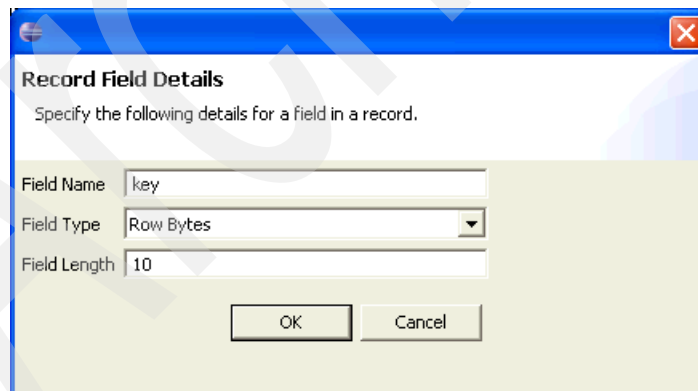 Record Field Details
Specify the following details for a field in a record.
Field Name key
Field Type Row Bytes
Field Length 10
OK Cancel